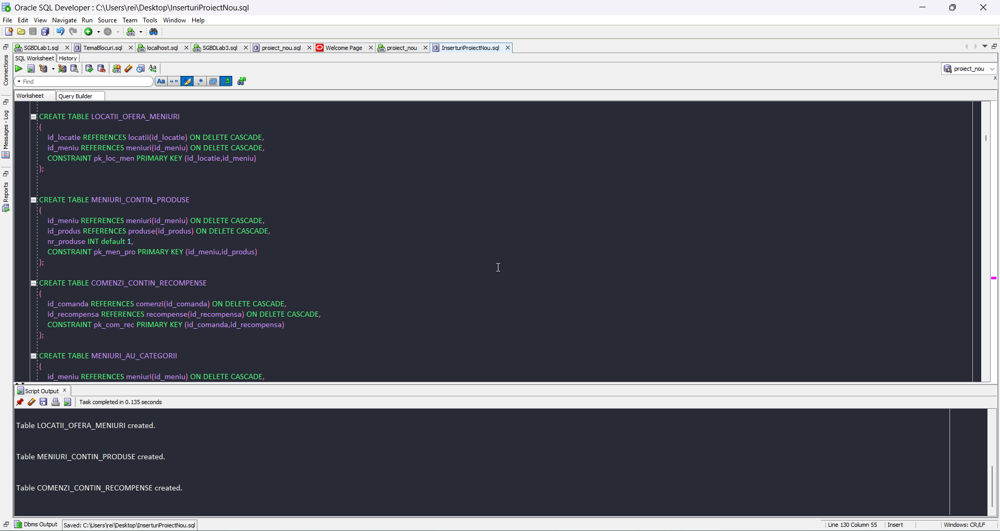 Oracle SQL Developer : C:\Users\rei\Desktop\InserturiProiectNou.sql
File Edit View Navigate Run Source Team Tools Window Help
SGBDLab1.sql TemaBlocuri.sql localhost.sql SGBDLab3.sql proiect_nou.sql Welcome Page proiect_nou InserturiProiectNou.sql
SQL Worksheet History
proiect_nou
Find
Aa
Worksheet Query Builder
Connections
Messages - Log
Reports
CREATE TABLE LOCATII_OFERA_MENIURI
(
id_locatie REFERENCES locatii(id_locatie) ON DELETE CASCADE,
id_meniu REFERENCES meniuri(id_meniu) ON DELETE CASCADE,
CONSTRAINT pk_loc_men PRIMARY KEY (id_locatie,id_meniu)
);
CREATE TABLE MENIURI_CONTIN_PRODUSE
(
id_meniu REFERENCES meniuri(id_meniu) ON DELETE CASCADE,
id_produs REFERENCES produse(id_produs) ON DELETE CASCADE,
nr_produse INT default 1,
CONSTRAINT pk_men_pro PRIMARY KEY (id_meniu,id_produs)
);
CREATE TABLE COMENZI_CONTIN_RECOMPENSE
(
id_comanda REFERENCES comenzi(id_comanda) ON DELETE CASCADE,
id_recompensa REFERENCES recompense(id_recompensa) ON DELETE CASCADE,
CONSTRAINT pk_com_rec PRIMARY KEY (id_comanda,id_recompensa)
);
CREATE TABLE MENIURI_AU_CATEGORII
(
id_meniu REFERENCES meniuri(id_meniu) ON DELETE CASCADE,
Script Output
Task completed in 0.135 seconds
Table LOCATII_OFERA_MENIURI created.
Table MENIURI_CONTIN_PRODUSE created.
Table COMENZI_CONTIN_RECOMPENSE created.
Dbms Output Saved: C:\Users\rei\Desktop\InserturiProiectNou.sql
Line 130 Column 55 Insert Windows: CR/LF